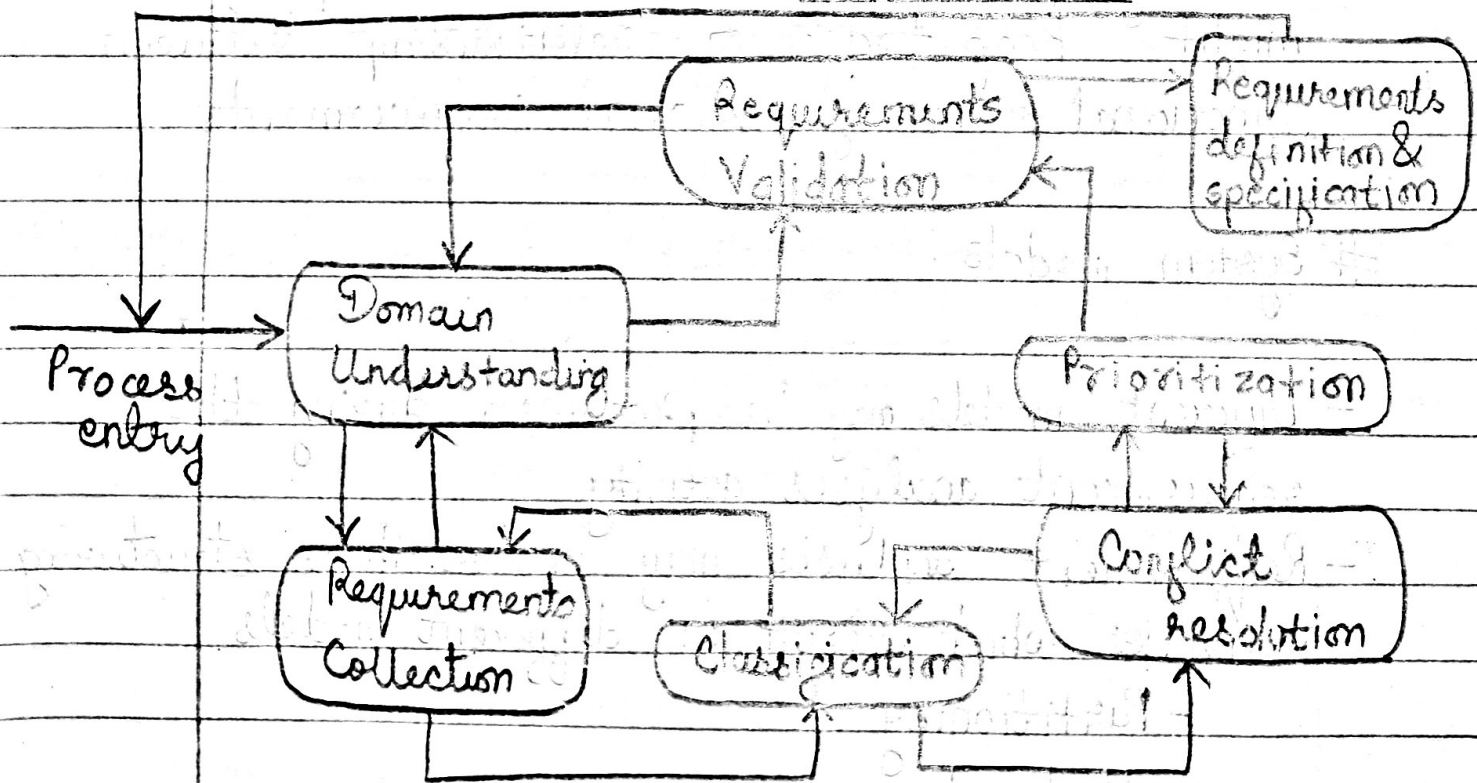 Requirements
Validation
Requirements
definition &
specification
Domain
Understanding
Process
entry
Prioritization
Requirements
Collection
Classification
Conflict
resolution